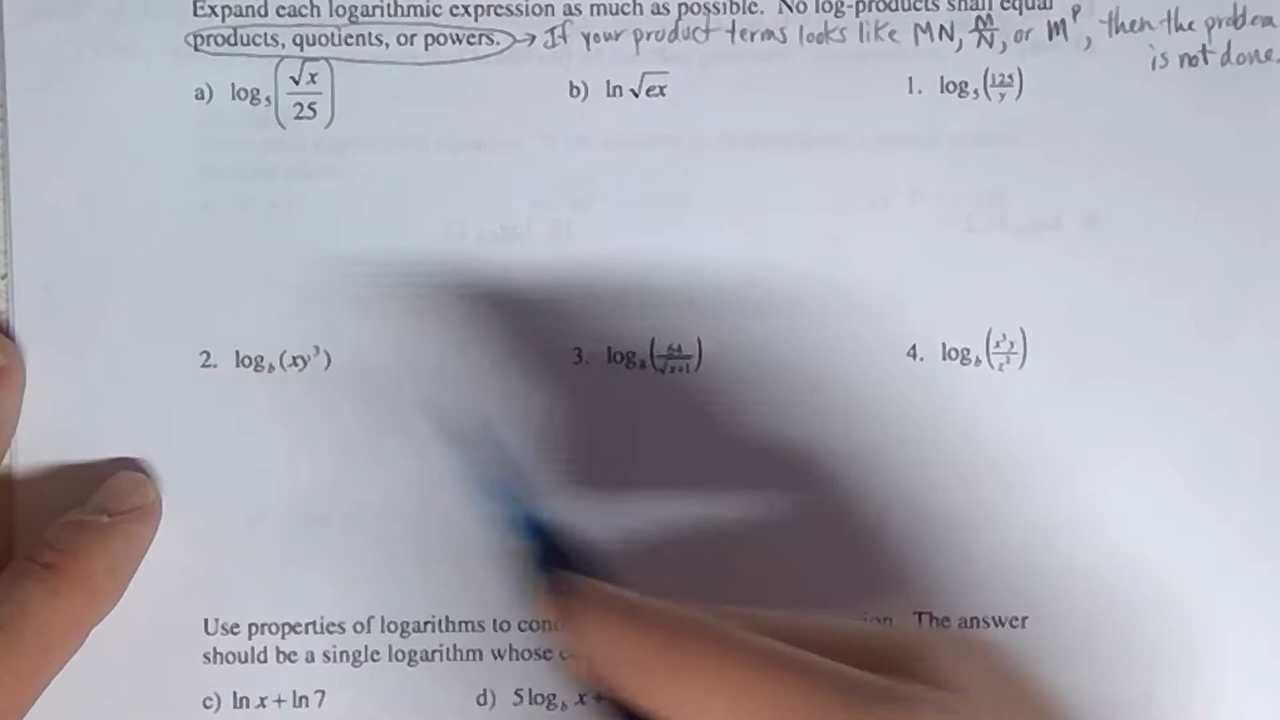 Expand each logarithmic expression as much as possible. No log-products shall equal
products, quotients, or powers. → If your product terms looks like MN, M/N, or M^P, then the problem
is not done.
a) log₅(√x/25)
b) ln √ex
1. log₅(125/y)
2. log_b(xy³)
3. log₈(64/√(x+1))
4. log_b(x³y/z²)
Use properties of logarithms to con ion The answer
should be a single logarithm whose
c) ln x + ln 7
d) 5 log_b x +